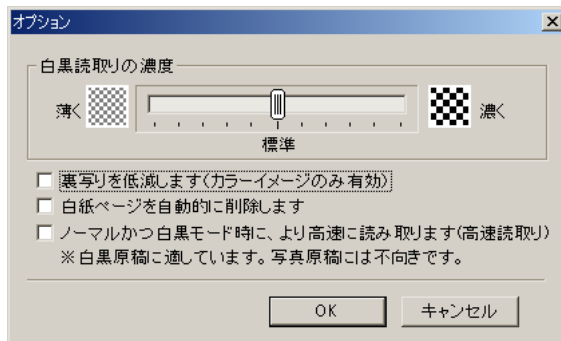 オプション
白黒読取りの濃度
薄く 濃く
標準
裏写りを低減します(カラーイメージのみ有効)
白紙ページを自動的に削除します
ノーマルかつ白黒モード時に、より高速に読み取ります(高速読取り)
※白黒原稿に適しています。写真原稿には不向きです。
OK キャンセル